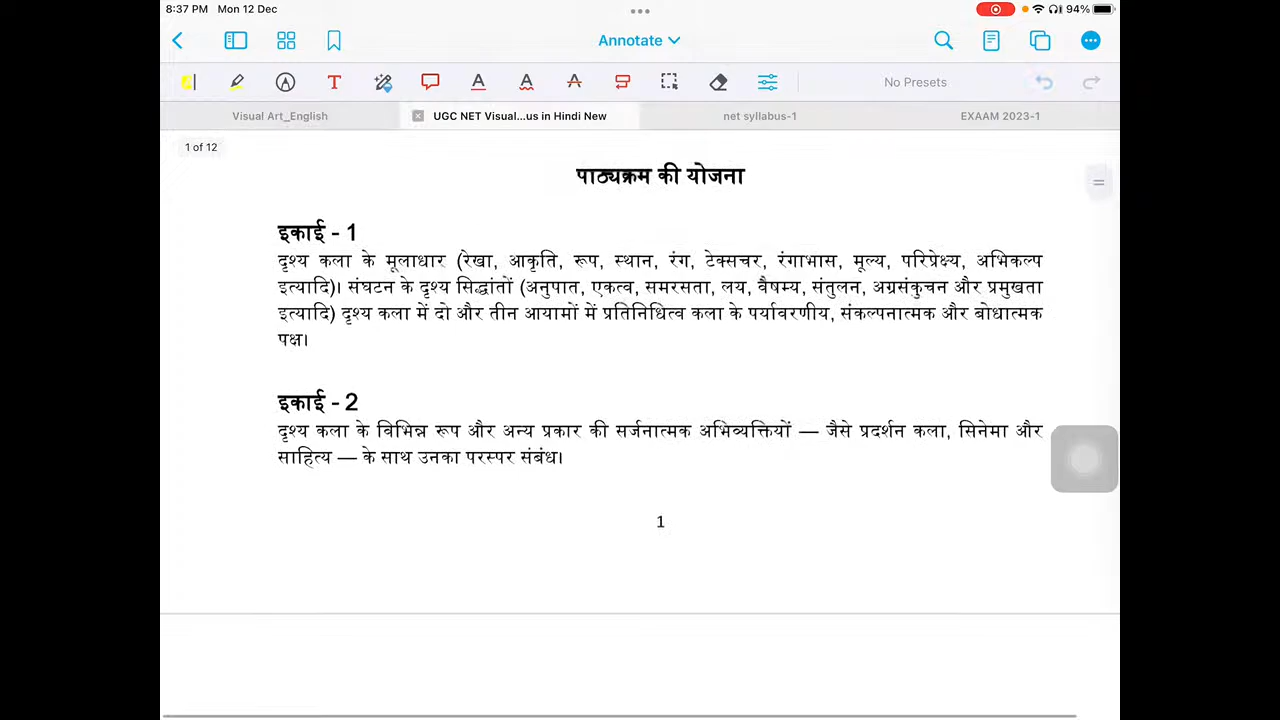 8:37 PM Mon 12 Dec
94%
Annotate
No Presets
Visual Art_English
UGC NET Visual...us in Hindi New
net syllabus-1
EXAAM 2023-1
1 of 12
पाठ्यक्रम की योजना
इकाई - 1
दृश्य कला के मूलाधार (रेखा, आकृति, रूप, स्थान, रंग, टेक्सचर, रंगाभास, मूल्य, परिप्रेक्ष्य, अभिकल्प
इत्यादि)। संघटन के दृश्य सिद्धांतों (अनुपात, एकत्व, समरसता, लय, वैषम्य, संतुलन, अग्रसंकुचन और प्रमुखता
इत्यादि) दृश्य कला में दो और तीन आयामों में प्रतिनिधित्व कला के पर्यावरणीय, संकल्पनात्मक और बोधात्मक
पक्ष।
इकाई - 2
दृश्य कला के विभिन्न रूप और अन्य प्रकार की सर्जनात्मक अभिव्यक्तियों — जैसे प्रदर्शन कला, सिनेमा और
साहित्य — के साथ उनका परस्पर संबंध।
1